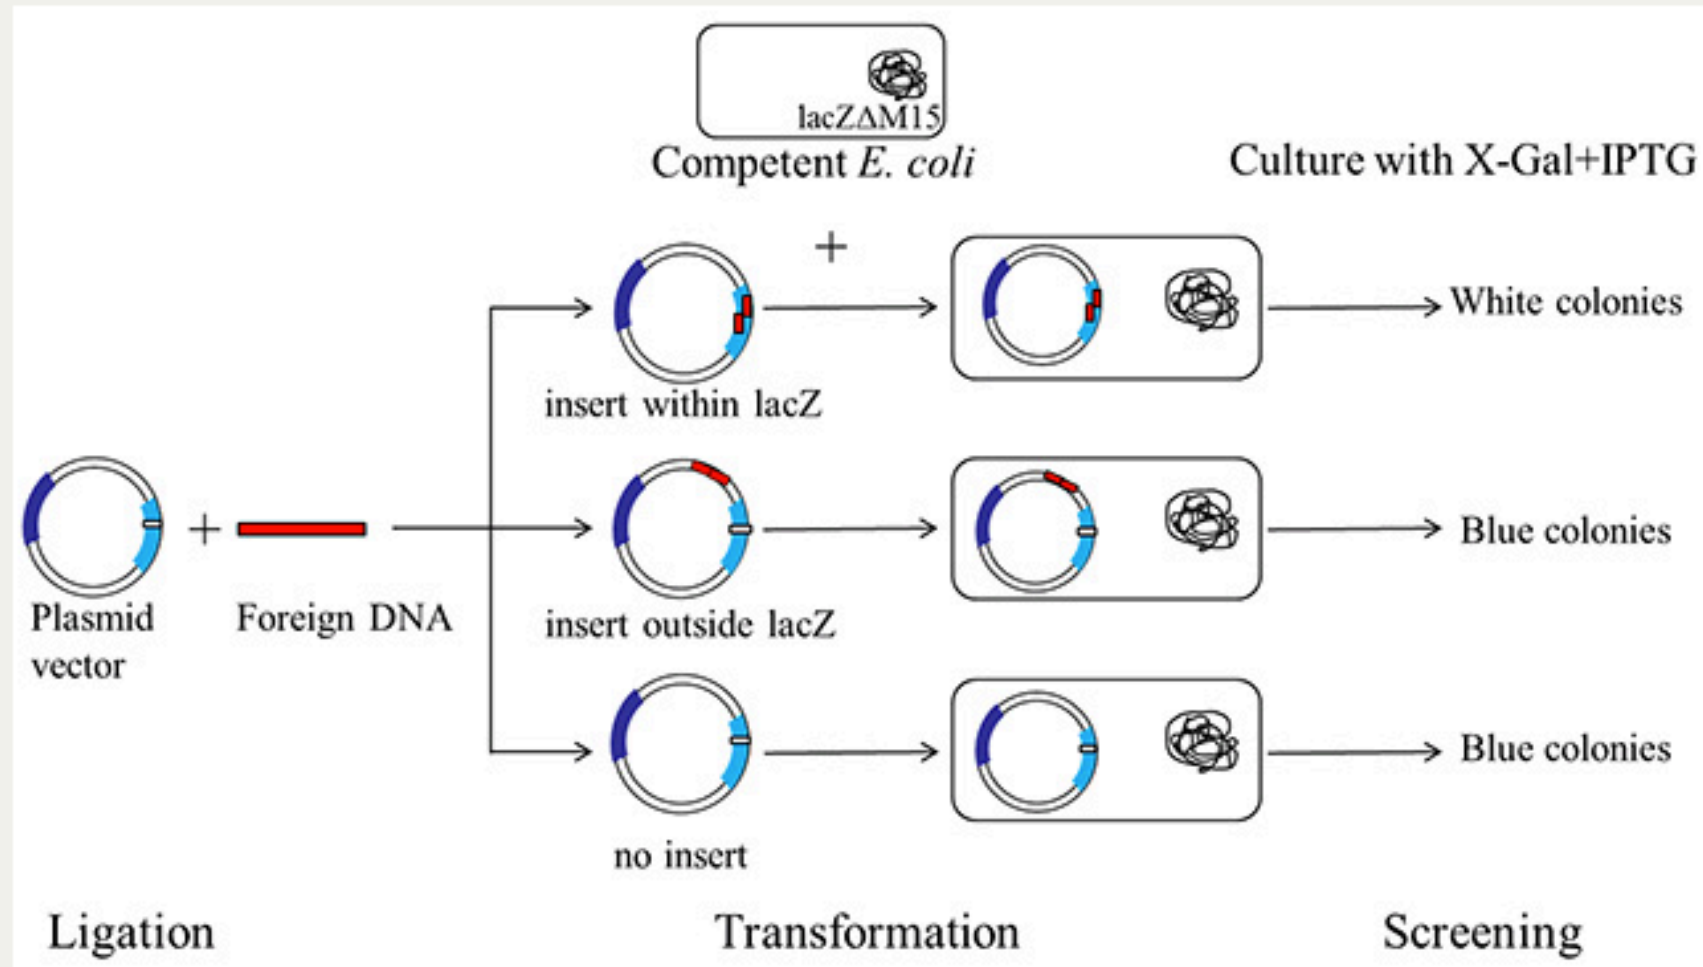 lacZΔM15
Competent E. coli
Culture with X-Gal+IPTG
+
White colonies
insert within lacZ
+
Plasmid
vector
Foreign DNA
Blue colonies
insert outside lacZ
Blue colonies
no insert
Ligation
Transformation
Screening